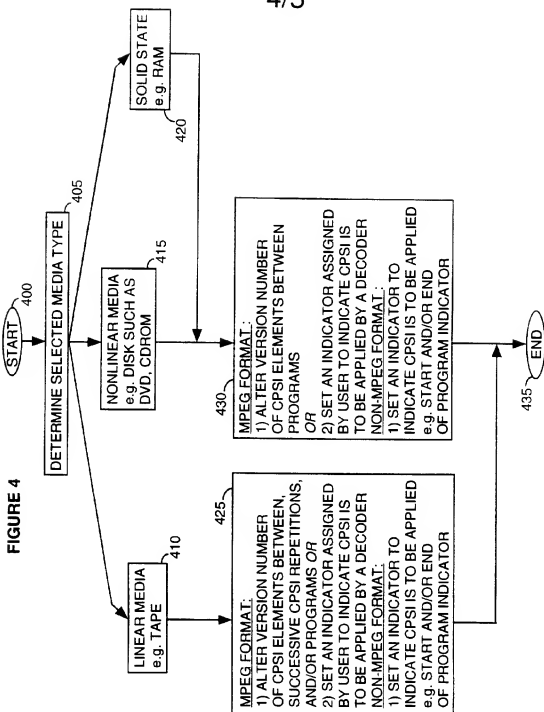 4/5
FIGURE 4
START
400
DETERMINE SELECTED MEDIA TYPE
405
LINEAR MEDIA
e.g. TAPE
410
NONLINEAR MEDIA
e.g. DISK SUCH AS
DVD, CDROM
415
SOLID STATE
e.g. RAM
420
425
MPEG FORMAT:
1) ALTER VERSION NUMBER
OF CPSI ELEMENTS BETWEEN,
SUCCESSIVE CPSI REPETITIONS,
AND/OR PROGRAMS OR
2) SET AN INDICATOR ASSIGNED
BY USER TO INDICATE CPSI IS
TO BE APPLIED BY A DECODER
NON-MPEG FORMAT:
1) SET AN INDICATOR TO
INDICATE CPSI IS TO BE APPLIED
e.g. START AND/OR END
OF PROGRAM INDICATOR
430
MPEG FORMAT :
1) ALTER VERSION NUMBER
OF CPSI ELEMENTS BETWEEN
PROGRAMS
OR
2) SET AN INDICATOR ASSIGNED
BY USER TO INDICATE CPSI IS
TO BE APPLIED BY A DECODER
NON-MPEG FORMAT:
1) SET AN INDICATOR TO
INDICATE CPSI IS TO BE APPLIED
e.g. START AND/OR END
OF PROGRAM INDICATOR
435
END